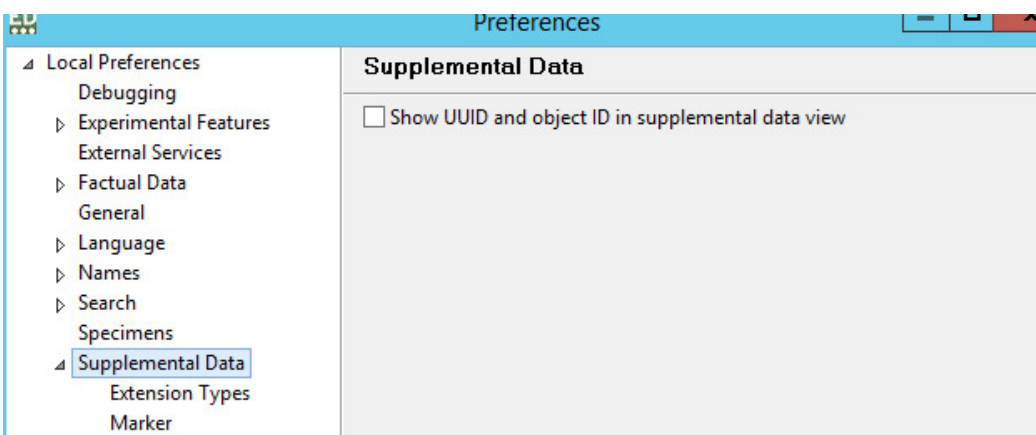 Preferences
Local Preferences
Debugging
Experimental Features
External Services
Factual Data
General
Language
Names
Search
Specimens
Supplemental Data
Extension Types
Marker
Supplemental Data
Show UUID and object ID in supplemental data view